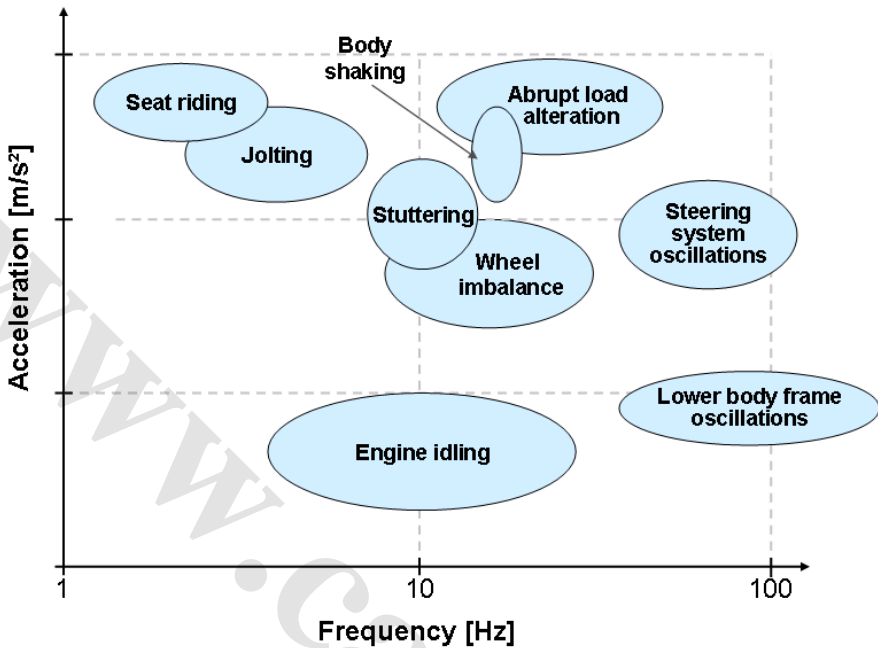 Body
shaking
Seat riding
Abrupt load
alteration
Jolting
Stuttering
Steering
system
oscillations
Wheel
imbalance
Lower body frame
oscillations
Engine idling
Acceleration [m/s²]
1
10
100
Frequency [Hz]
www.c